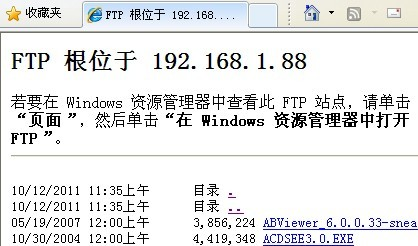 收藏夹 FTP 根位于 192.168....
FTP 根位于 192.168.1.88
若要在 Windows 资源管理器中查看此 FTP 站点，请单击
“页面 ”，然后单击“在 Windows 资源管理器中打开
FTP ”。
10/12/2011 11:35上午 目录 .
10/12/2011 11:35上午 目录 ..
05/19/2007 12:00上午 3,856,224 ABViewer_6.0.0.33-snea
10/30/2004 12:00上午 4,419,348 ACDSEE3.0.EXE